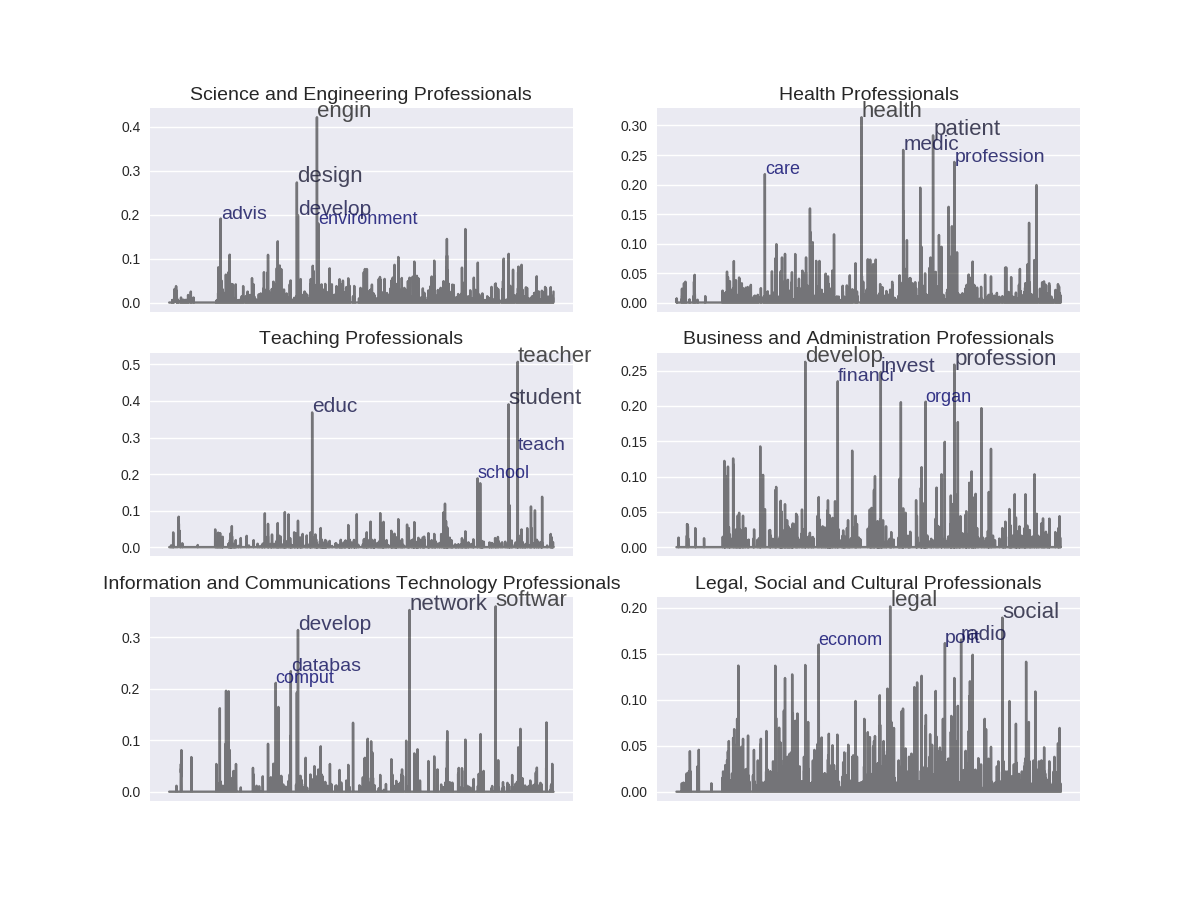 Science and Engineering Professionals
engin
0.4
0.3
design
0.2
advis
develop
environment
0.1
0.0
Health Professionals
health
0.30
patient
medic
0.25
profession
care
0.20
0.15
0.10
0.05
0.00
Teaching Professionals
teacher
0.5
student
0.4
educ
0.3
teach
0.2
school
0.1
0.0
Business and Administration Professionals
develop
profession
invest
0.25
financi
organ
0.20
0.15
0.10
0.05
0.00
Information and Communications Technology Professionals
softwar
network
0.3
develop
databas
comput
0.2
0.1
0.0
Legal, Social and Cultural Professionals
legal
0.20
social
radio
polit
econom
0.15
0.10
0.05
0.00